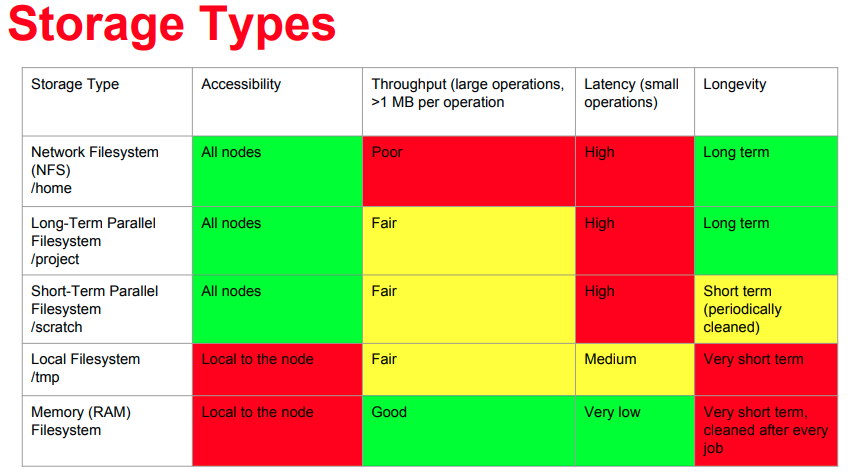 Storage Types
Storage Type
Accessibility
Throughput (large operations,
>1 MB per operation
Latency (small
operations)
Longevity
Network Filesystem
(NFS)
/home
All nodes
Poor
High
Long term
Long-Term Parallel
Filesystem
/project
All nodes
Fair
High
Long term
Short-Term Parallel
Filesystem
/scratch
All nodes
Fair
High
Short term
(periodically
cleaned)
Local Filesystem
/tmp
Local to the node
Fair
Medium
Very short term
Memory (RAM)
Filesystem
Local to the node
Good
Very low
Very short term,
cleaned after every
job